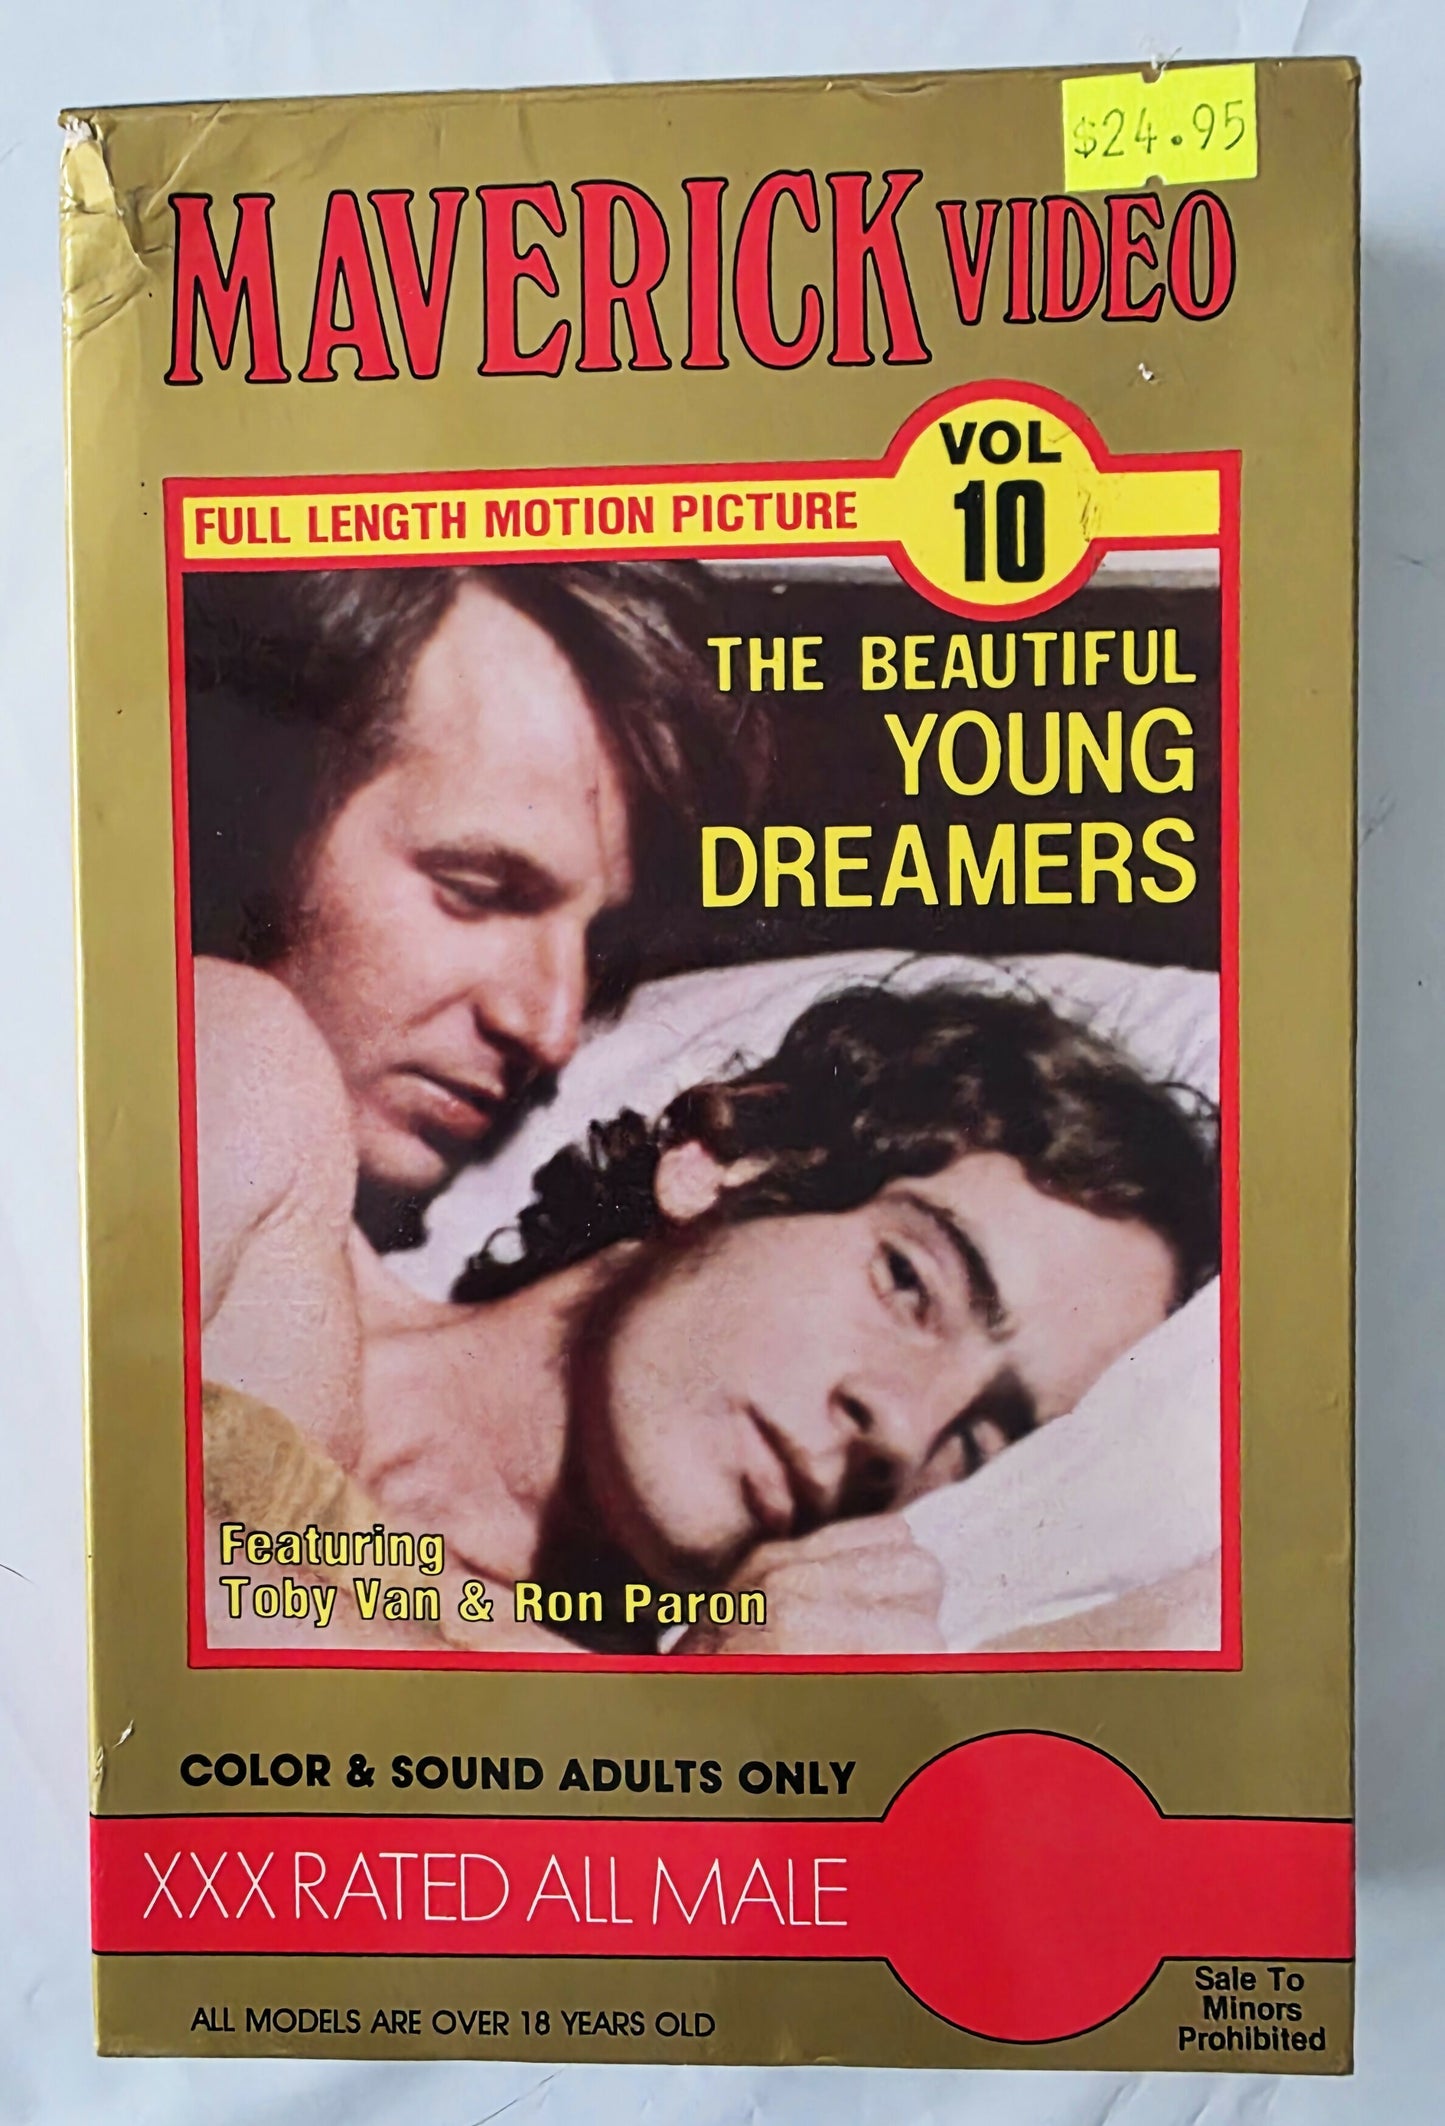 $24.95
MAVERICK VIDEO
VOL
10
FULL LENGTH MOTION PICTURE
THE BEAUTIFUL
YOUNG
DREAMERS
Featuring
Toby Van & Ron Paron
COLOR & SOUND ADULTS ONLY
XXX RATED ALL MALE
ALL MODELS ARE OVER 18 YEARS OLD
Sale To
Minors
Prohibited